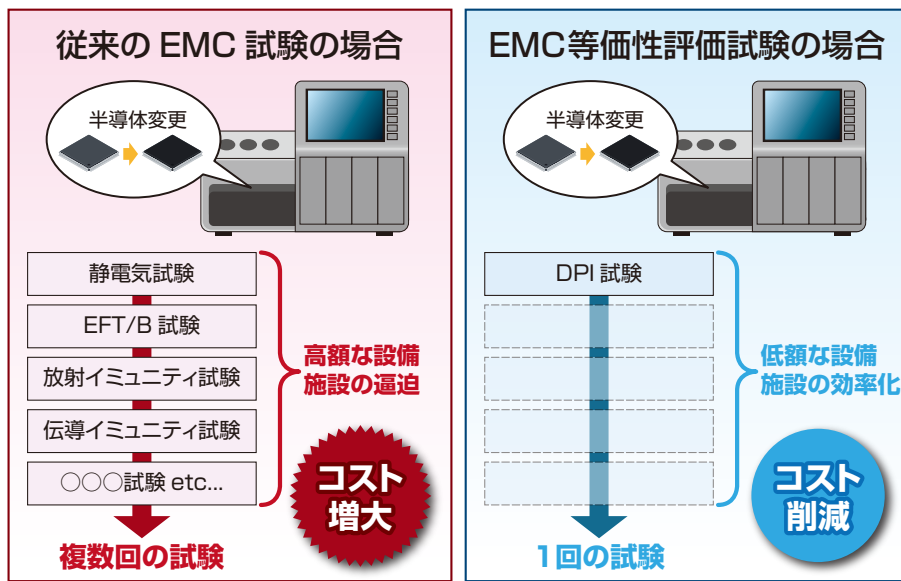 従来の EMC 試験の場合
半導体変更
静電気試験
EFT/B 試験
放射イミュニティ試験
伝導イミュニティ試験
○○○試験 etc...
高額な設備
施設の逼迫
コスト
増大
複数回の試験
EMC等価性評価試験の場合
半導体変更
DPI 試験
低額な設備
施設の効率化
コスト
削減
1回の試験